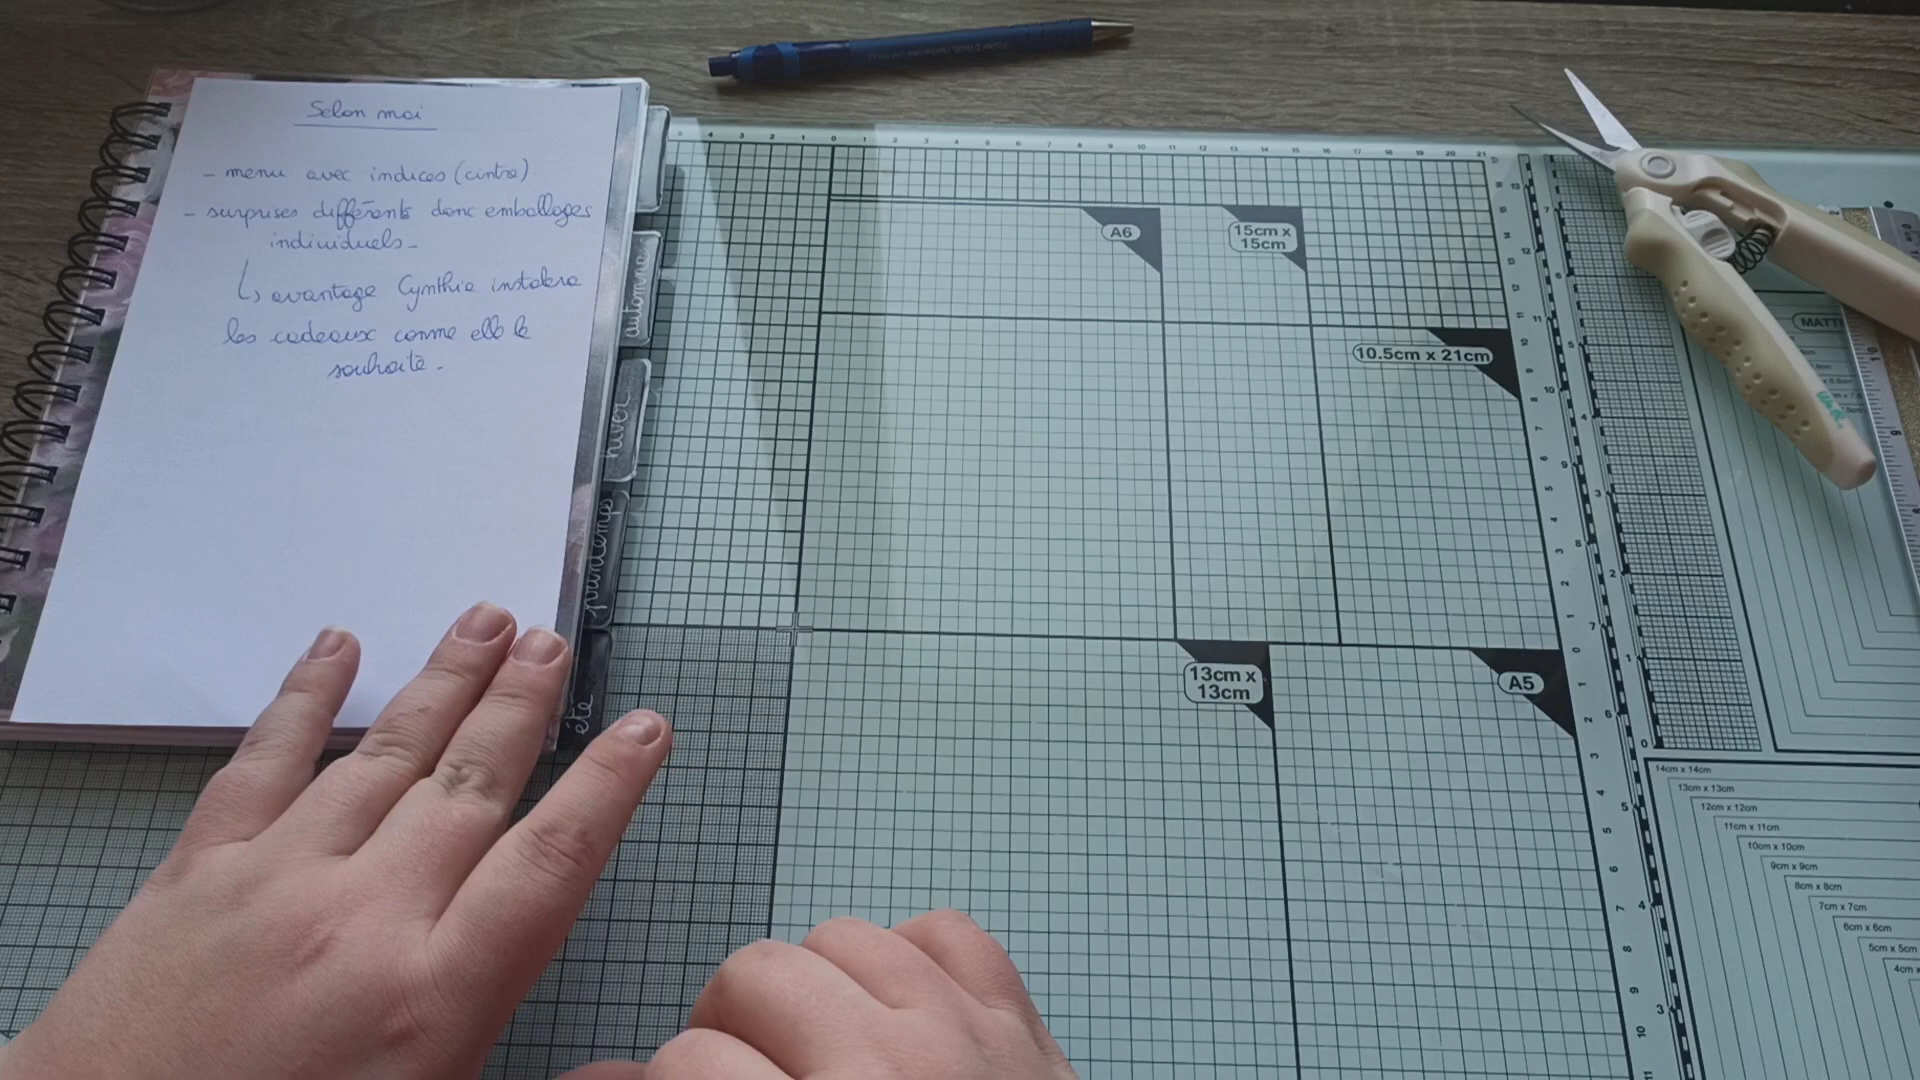 Selon moi
- menu avec indices (cintre)
- surprises différents donc emballages
individuels -
↳ avantage Cynthia installera
les cadeaux comme elle le
souhaite -
automne
hiver
printemps
été
A6
15cm x
15cm
10.5cm x 21cm
13cm x
13cm
A5
14cm x 14cm
13cm x 13cm
12cm x 12cm
11cm x 11cm
10cm x 10cm
9cm x 9cm
8cm x 8cm
7cm x 7cm
6cm x 6cm
5cm x 5cm
4cm x